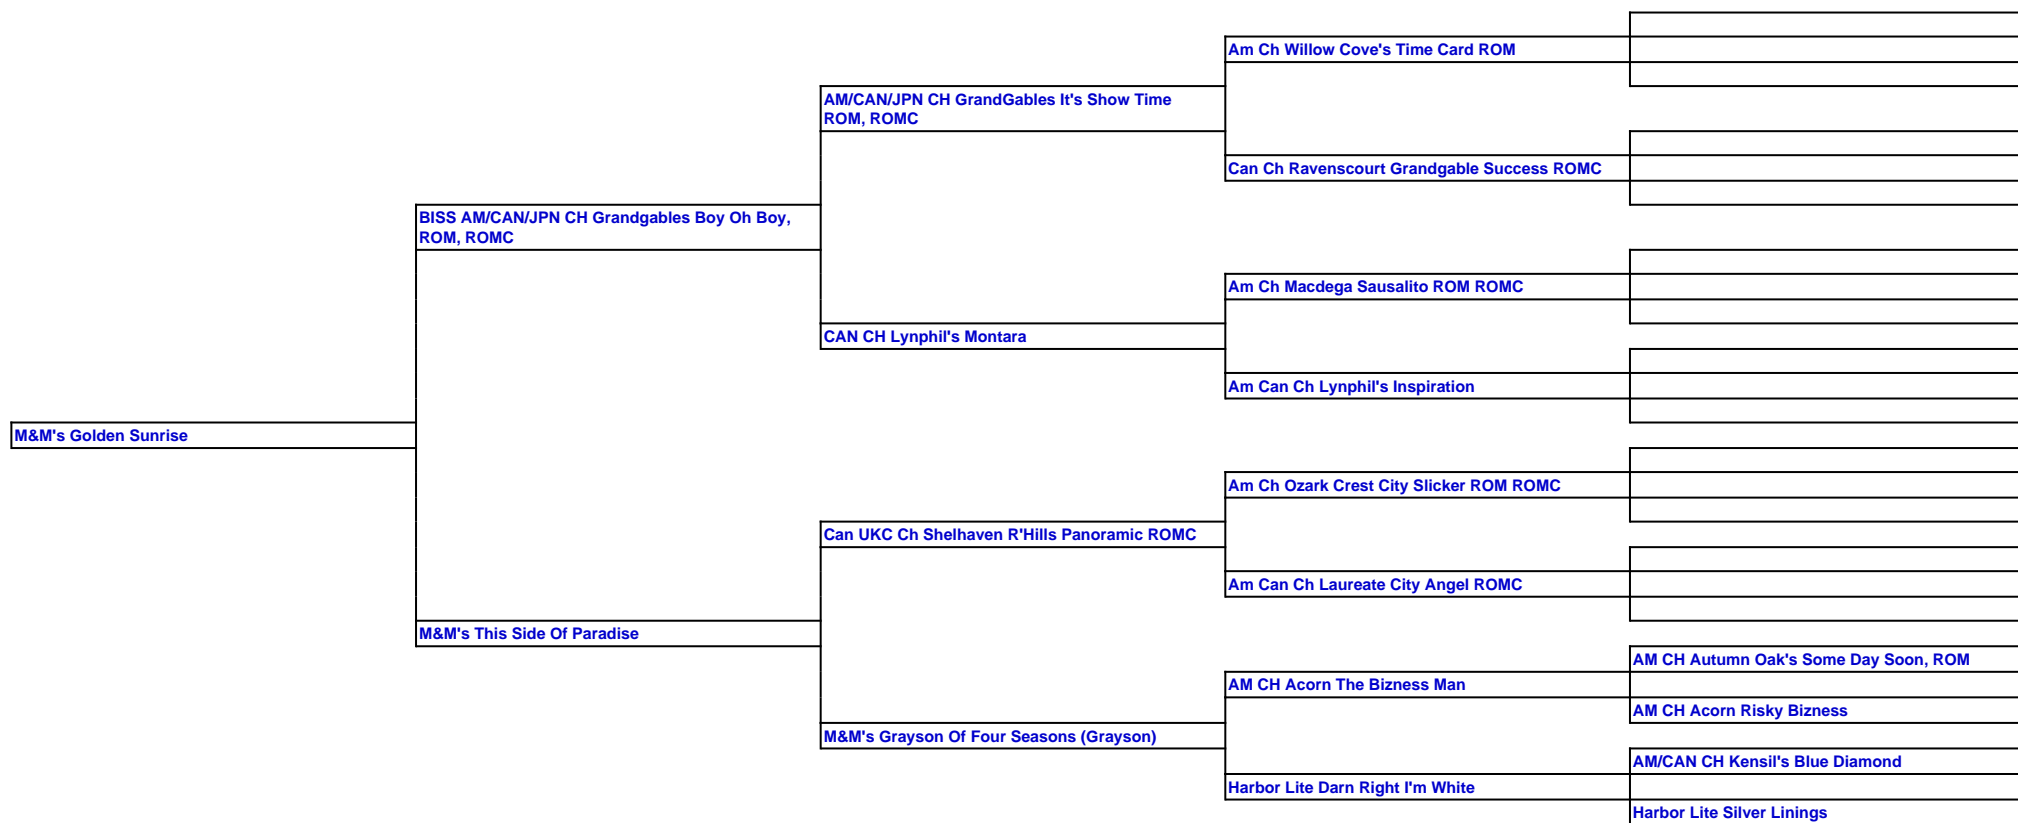 Am Ch Willow Cove's Time Card ROM
AM/CAN/JPN CH GrandGables It's Show Time
ROM, ROMC
Can Ch Ravenscourt Grandgable Success ROMC
BISS AM/CAN/JPN CH Grandgables Boy Oh Boy,
ROM, ROMC
Am Ch Macdega Sausalito ROM ROMC
CAN CH Lynphil's Montara
Am Can Ch Lynphil's Inspiration
M&M's Golden Sunrise
Am Ch Ozark Crest City Slicker ROM ROMC
Can UKC Ch Shelhaven R'Hills Panoramic ROMC
Am Can Ch Laureate City Angel ROMC
M&M's This Side Of Paradise
AM CH Autumn Oak's Some Day Soon, ROM
AM CH Acorn The Bizness Man
AM CH Acorn Risky Bizness
M&M's Grayson Of Four Seasons (Grayson)
AM/CAN CH Kensil's Blue Diamond
Harbor Lite Darn Right I'm White
Harbor Lite Silver Linings